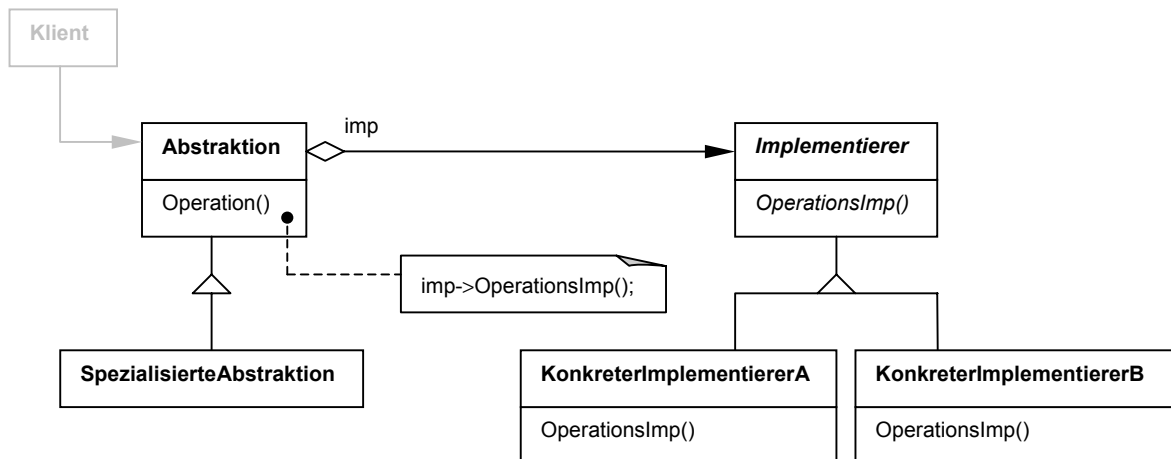 Klient
imp
Abstraktion
Implementierer
Operation()
OperationsImp()
imp->OperationsImp();
SpezialisierteAbstraktion
KonkreterImplementiererA
KonkreterImplementiererB
OperationsImp()
OperationsImp()